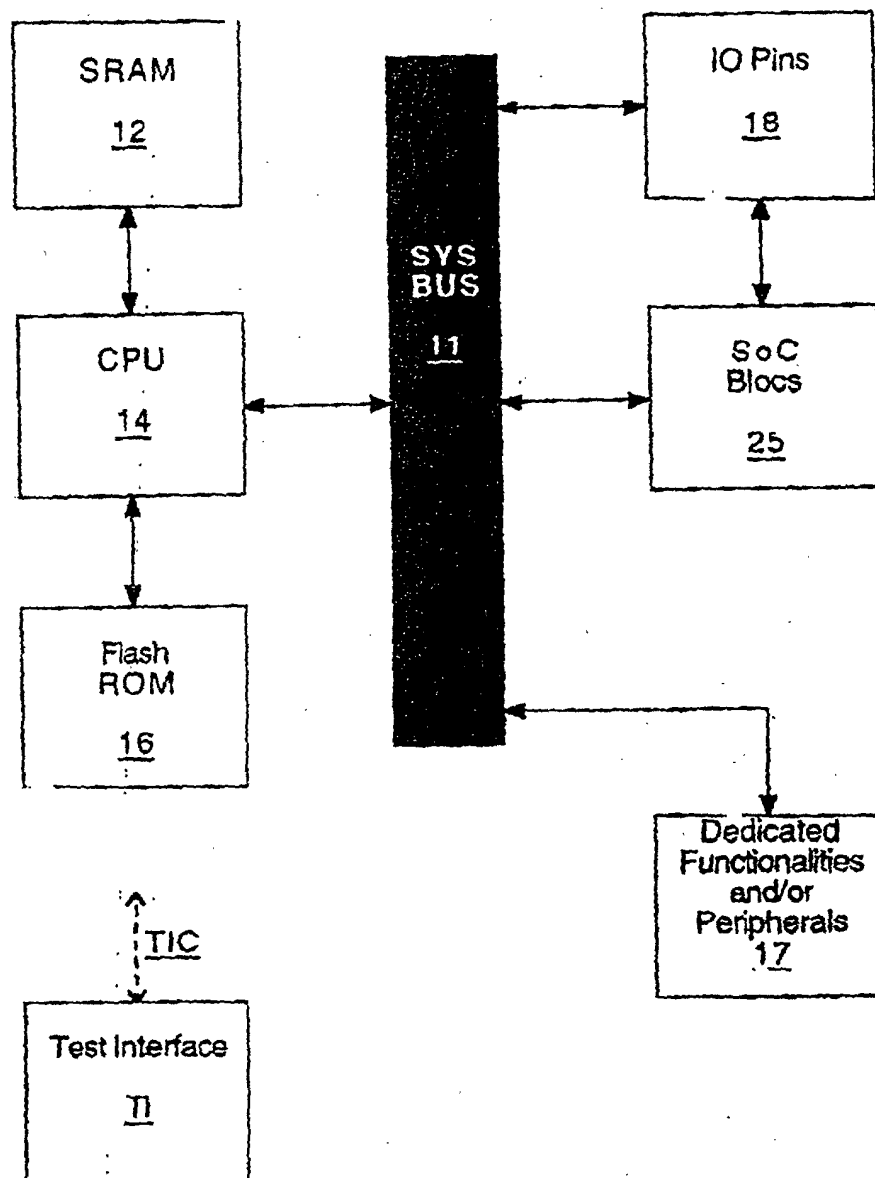 SRAM
12
CPU
14
Flash
ROM
16
TIC
Test Interface
TI
SYS
BUS
11
IO Pins
18
SoC
Blocs
25
Dedicated
Functionalities
and/or
Peripherals
17